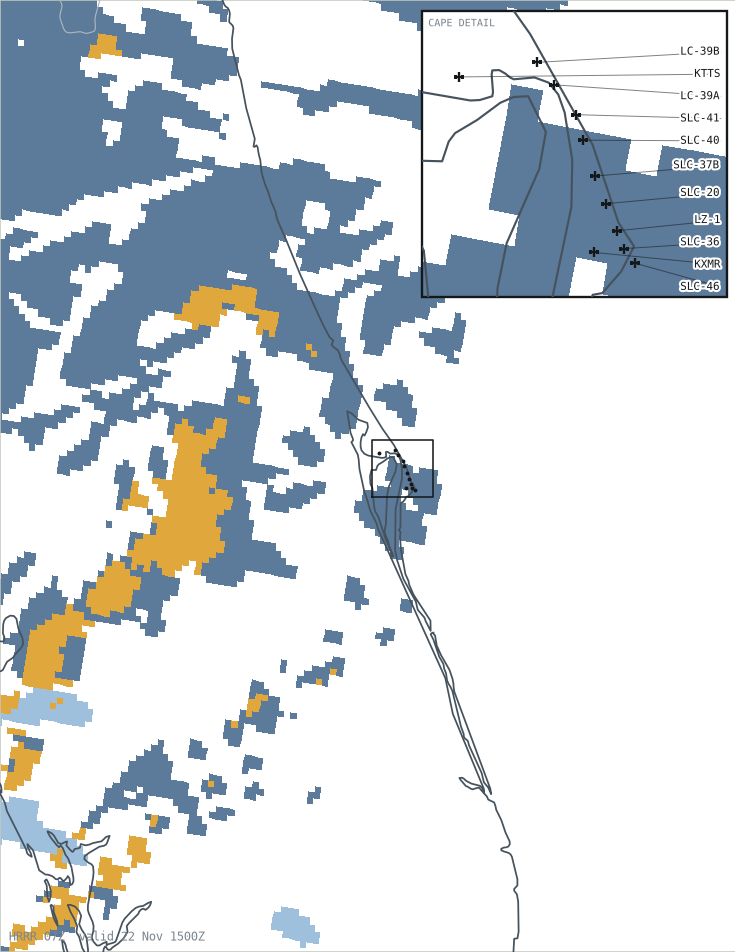 CAPE DETAIL
LC-39B
KTTS
LC-39A
SLC-41
SLC-40
SLC-37B
SLC-20
LZ-1
SLC-36
KXMR
SLC-46
valid 22 Nov 1500Z